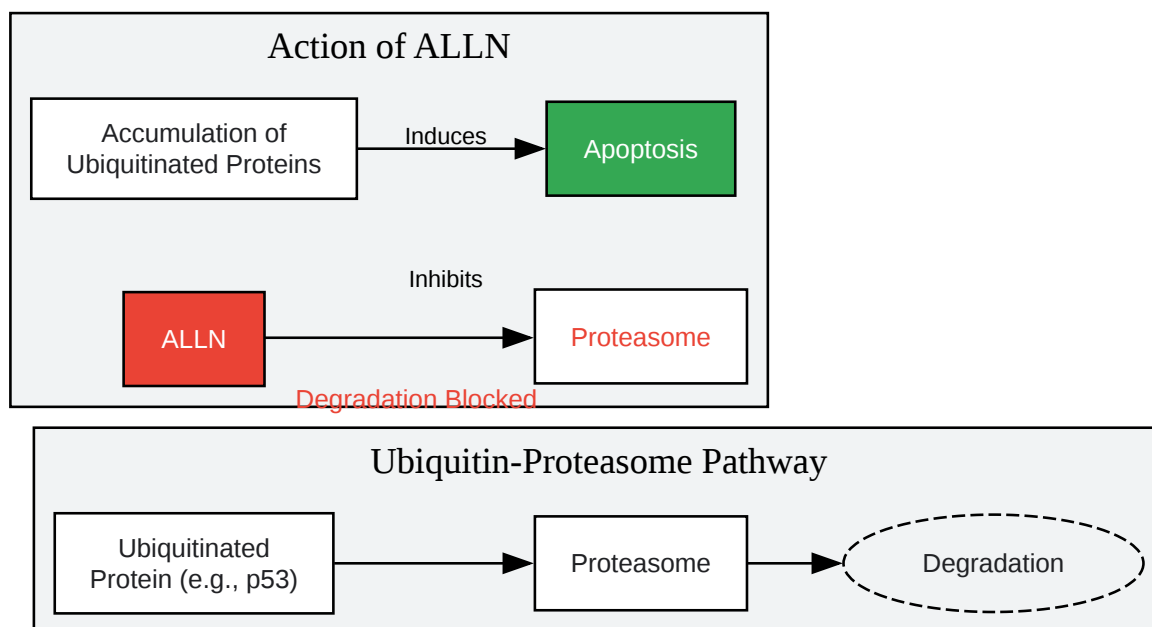 Action of ALLN
Accumulation of
Ubiquitinated Proteins
Induces
Apoptosis
Inhibits
ALLN
Proteasome
Degradation Blocked
Ubiquitin-Proteasome Pathway
Ubiquitinated
Protein (e.g., p53)
Proteasome
Degradation